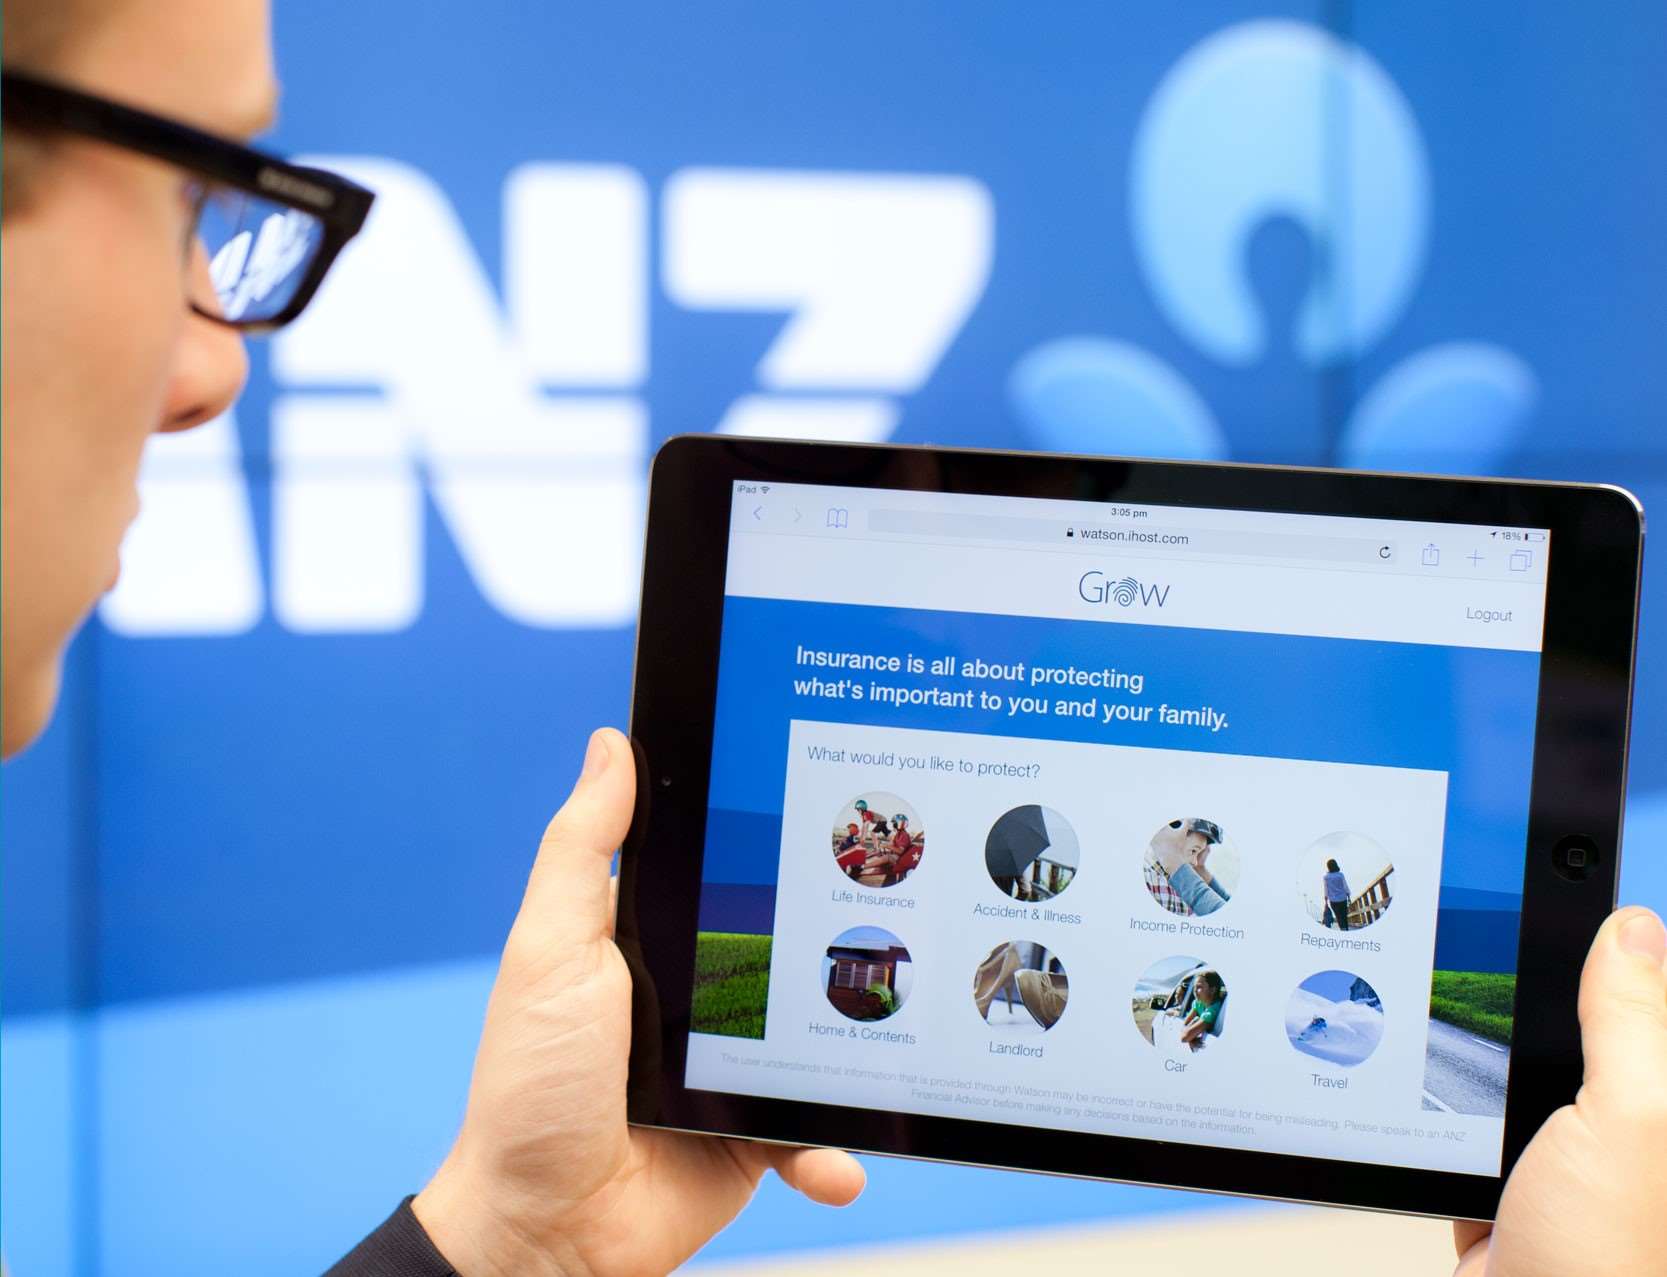 ANZ
iPad
3:05 pm
18%
watson.ihost.com
Grow
Logout
Insurance is all about protecting
what's important to you and your family.
What would you like to protect?
Life Insurance
Accident & Illness
Income Protection
Repayments
Home & Contents
Landlord
Car
Travel
The user understands that information that is provided through Watson may be incorrect or have the potential for being misleading. Please speak to an ANZ
Financial Advisor before making any decisions based on the information.